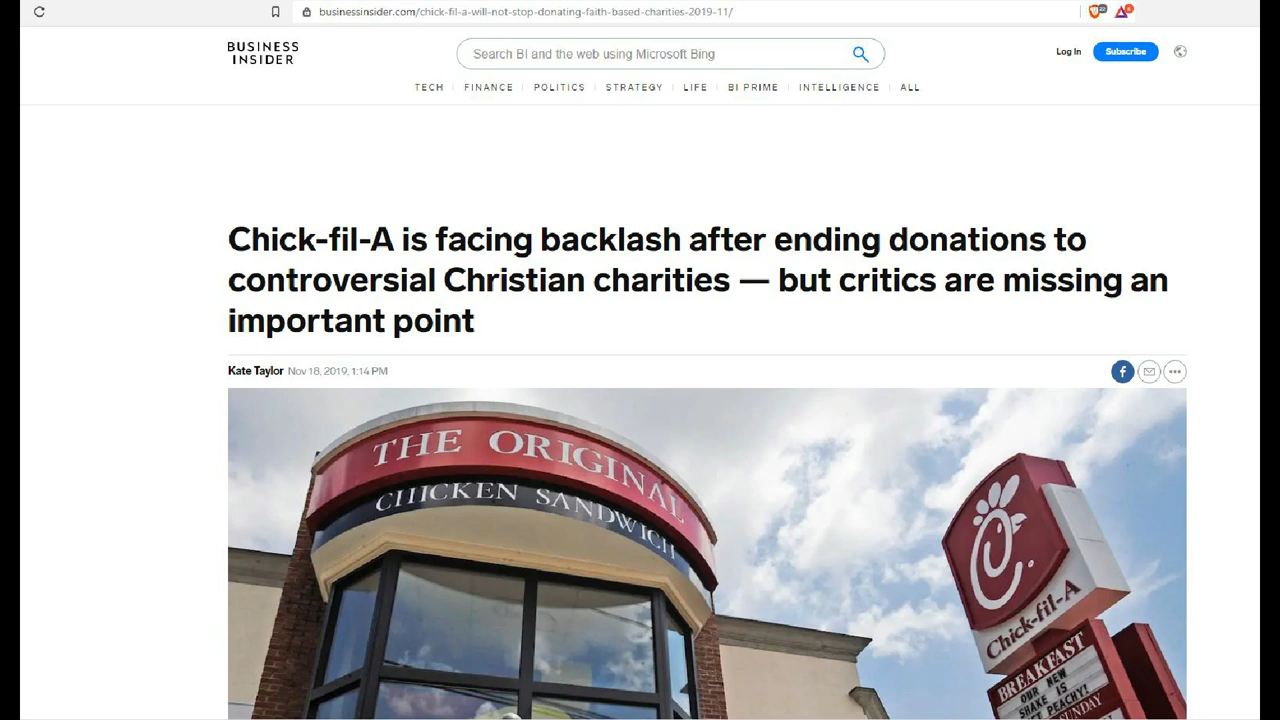 businessinsider.com/chick-fil-a-will-not-stop-donating-faith-based-charities-2019-11/
BUSINESS
INSIDER
Search BI and the web using Microsoft Bing
Log In
Subscribe
TECH
FINANCE
POLITICS
STRATEGY
LIFE
BI PRIME
INTELLIGENCE
ALL
Chick-fil-A is facing backlash after ending donations to
controversial Christian charities — but critics are missing an
important point
Kate Taylor Nov 18, 2019, 1:14 PM
THE ORIGINAL
CHICKEN SANDWICH
Chick-fil-A
BREAKFAST
OUR NEW
SHAKE IS
PEACHY!
SUNDAY